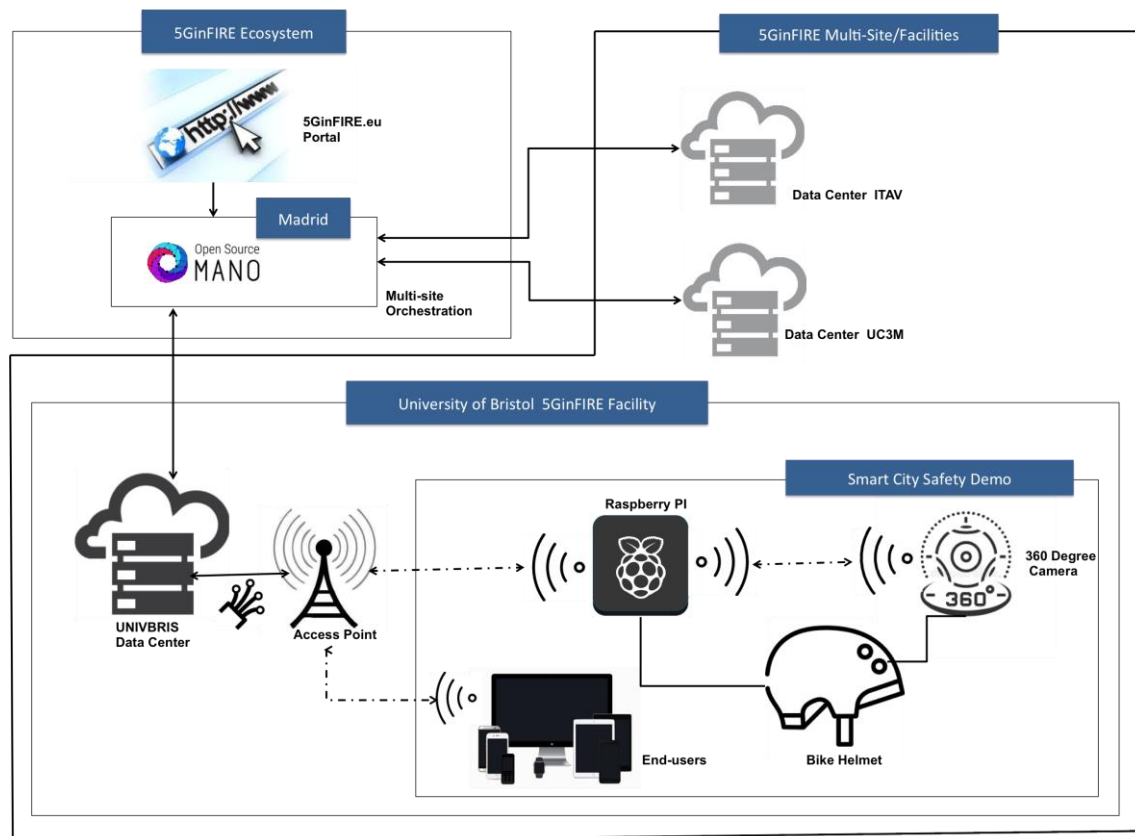 5GinFIRE Ecosystem
5GinFIRE Multi-Site/Facilities
http://www
5GinFIRE.eu
Portal
Data Center ITAV
Madrid
Open Source
MANO
Multi-site
Orchestration
Data Center UC3M
University of Bristol 5GinFIRE Facility
Smart City Safety Demo
Raspberry PI
360 Degree
Camera
360°
UNIVBRIS
Data Center
Access Point
End-users
Bike Helmet